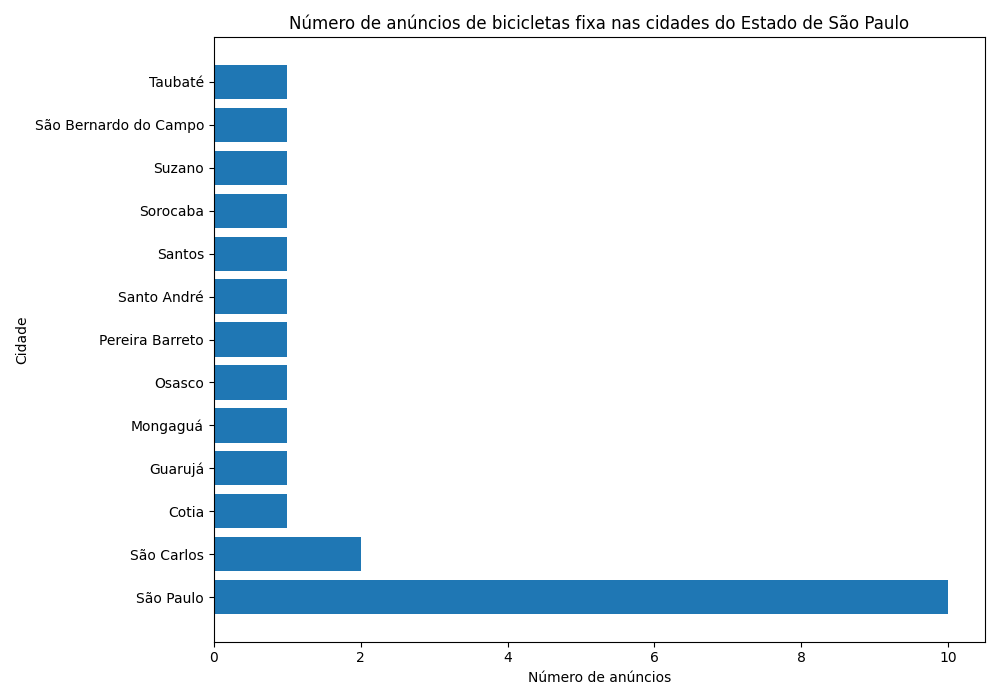 Número de anúncios de bicicletas fixa nas cidades do Estado de São Paulo
Cidade
Taubaté
São Bernardo do Campo
Suzano
Sorocaba
Santos
Santo André
Pereira Barreto
Osasco
Mongaguá
Guarujá
Cotia
São Carlos
São Paulo
0 2 4 6 8 10
Número de anúncios